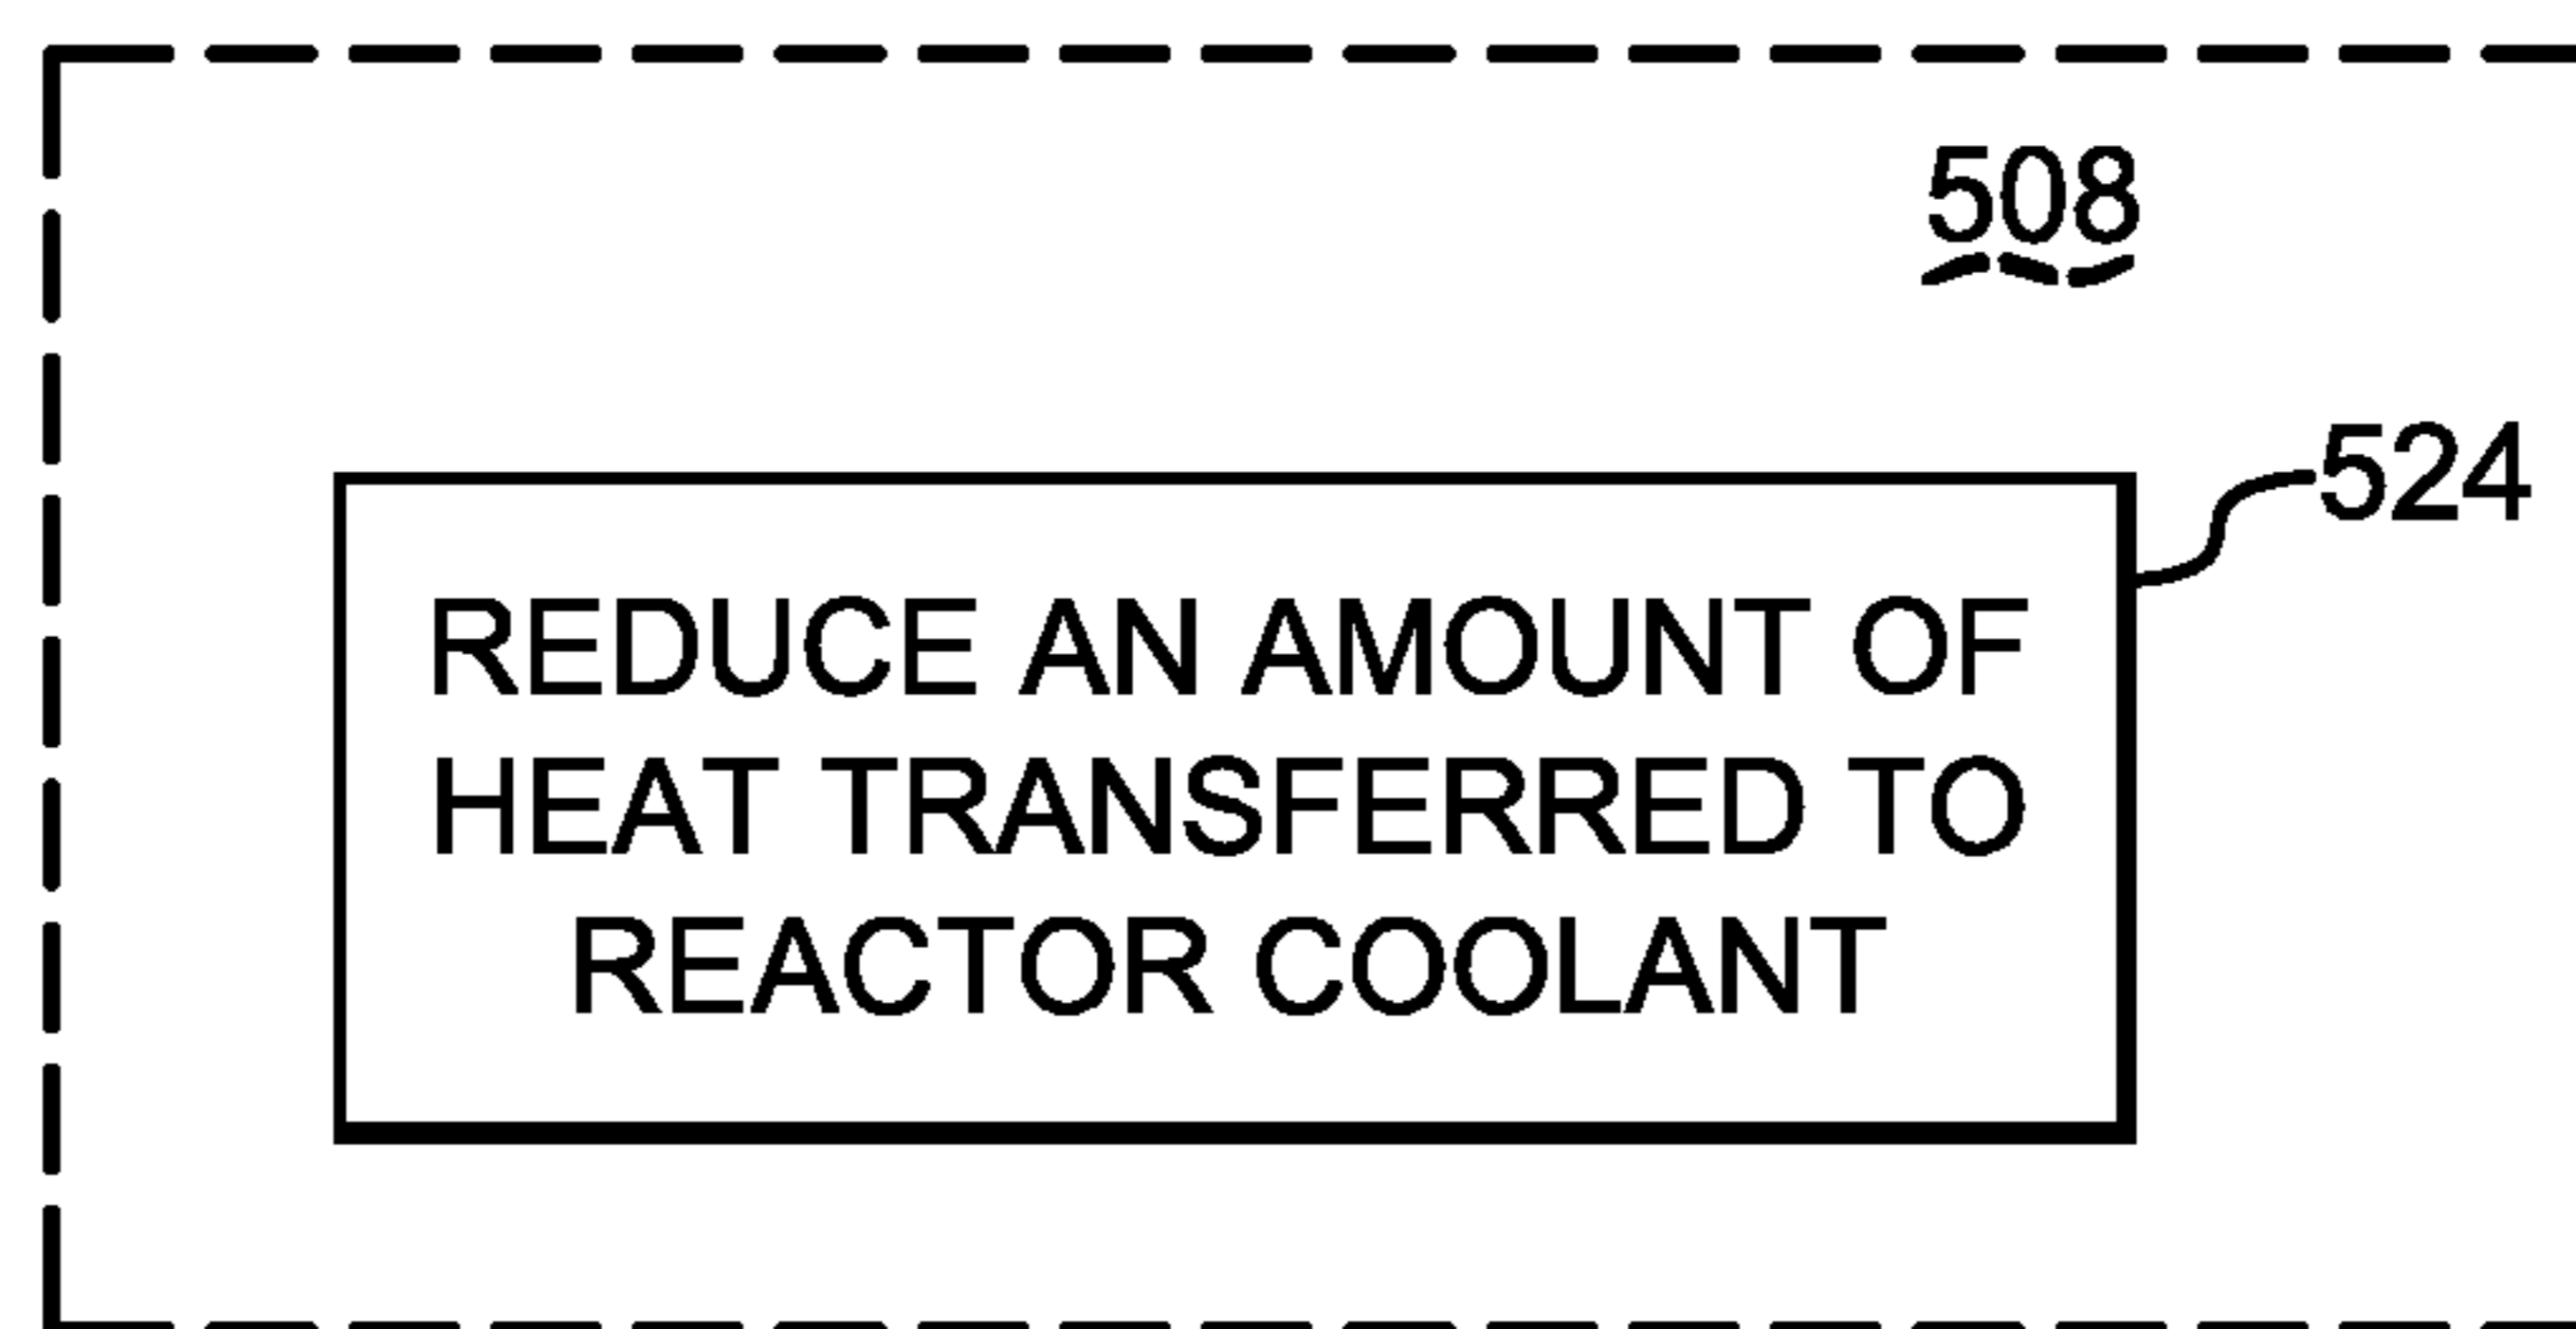 508
524
REDUCE AN AMOUNT OF
HEAT TRANSFERRED TO
REACTOR COOLANT